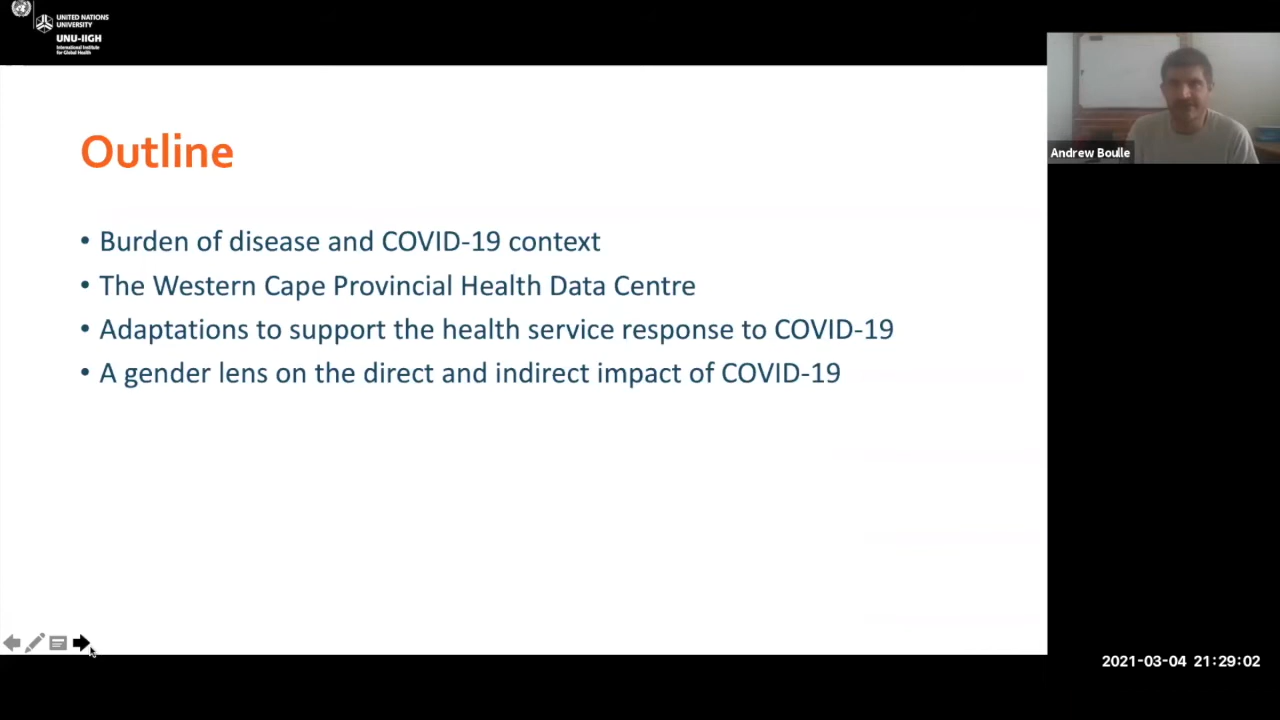 UNITED NATIONS
UNIVERSITY
UNU-IIGH
International Institute
for Global Health
Outline
• Burden of disease and COVID-19 context
• The Western Cape Provincial Health Data Centre
• Adaptations to support the health service response to COVID-19
• A gender lens on the direct and indirect impact of COVID-19
Andrew Boulle
2021-03-04 21:29:02